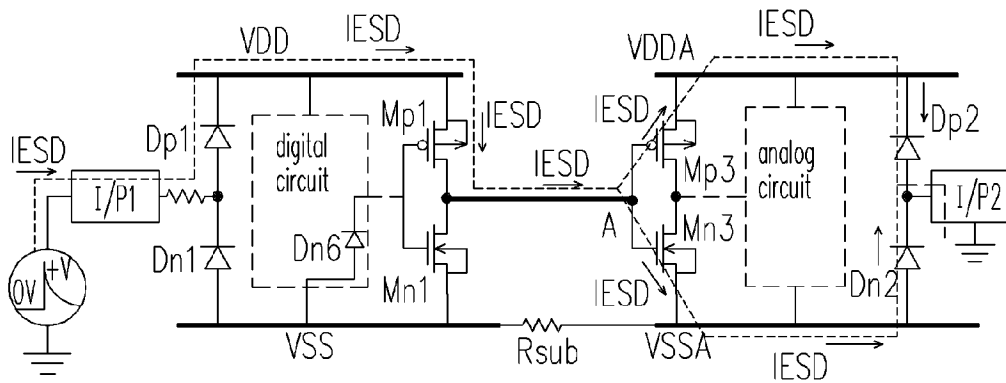 IESD
IESD
VDD
VDDA
IESD
IESD
IESD
IESD
Dp1
Mp1
digital
circuit
Mp3
analog
circuit
Dp2
I/P1
I/P2
A
Dn1
Dn6
Mn1
Mn3
Dn2
0V
+V
IESD
VSS
Rsub
VSSA
IESD